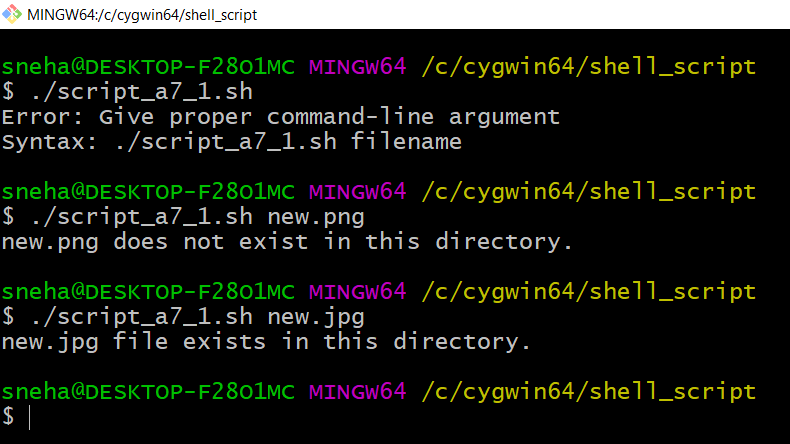 MINGW64:/c/cygwin64/shell_script
sneha@DESKTOP-F28O1MC MINGW64 /c/cygwin64/shell_script
$ ./script_a7_1.sh
Error: Give proper command-line argument
Syntax: ./script_a7_1.sh filename
sneha@DESKTOP-F28O1MC MINGW64 /c/cygwin64/shell_script
$ ./script_a7_1.sh new.png
new.png does not exist in this directory.
sneha@DESKTOP-F28O1MC MINGW64 /c/cygwin64/shell_script
$ ./script_a7_1.sh new.jpg
new.jpg file exists in this directory.
sneha@DESKTOP-F28O1MC MINGW64 /c/cygwin64/shell_script
$